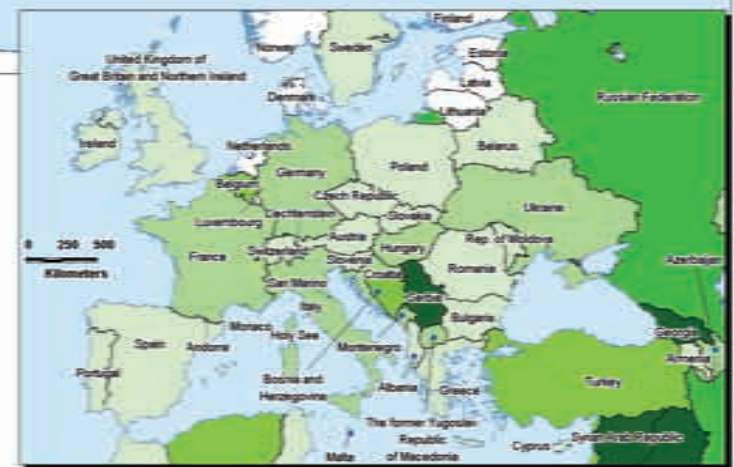 Finland
Norway
Sweden
Estonia
United Kingdom of
Great Britain and Northern Ireland
Latvia
Russian Federation
Denmark
Lithuania
Ireland
Netherlands
Belarus
Germany
Poland
Belgium
Czech Republic
Ukraine
Luxembourg
Liechtenstein
Slovakia
0 250 500
Kilometers
Austria
Rep. of Moldova
France
Switzerland
Hungary
Slovenia
Azerbaijan
Romania
Croatia
San Marino
Serbia
Italy
Bulgaria
Georgia
Monaco
Holy See
Spain
Andorra
Montenegro
Armenia
Portugal
Bosnia and
Herzegovina
Albania
Greece
Turkey
The former Yugoslav
Republic
of Macedonia
Syrian Arab Republic
Cyprus
Malta